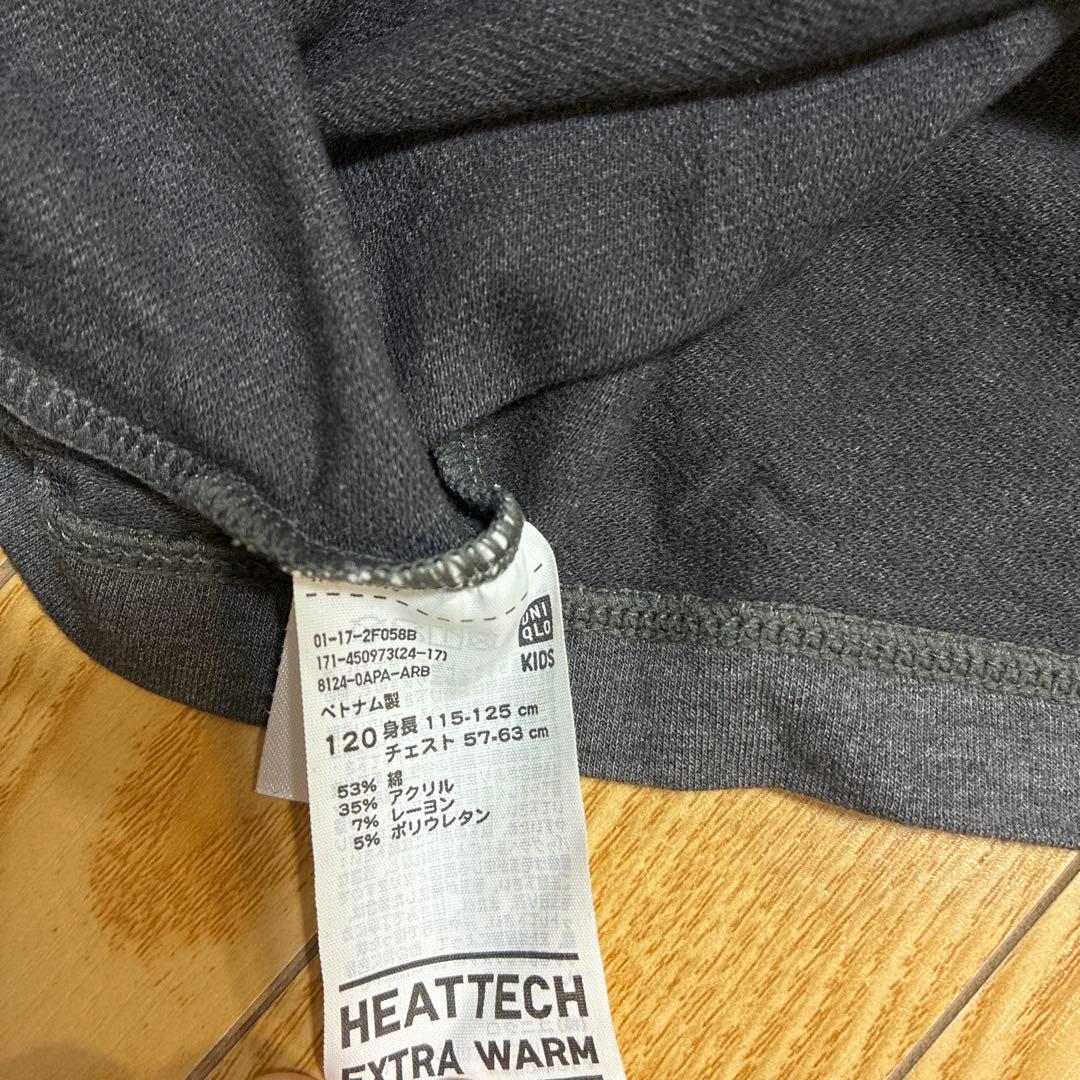 UNI
QLO
KIDS
01-17-2F058B
171-450973(24-17)
8124-0APA-ARB
ベトナム製
120 身長 115-125 cm
チェスト 57-63 cm
53% 綿
35% アクリル
7% レーヨン
5% ポリウレタン
HEATTECH
EXTRA WARM